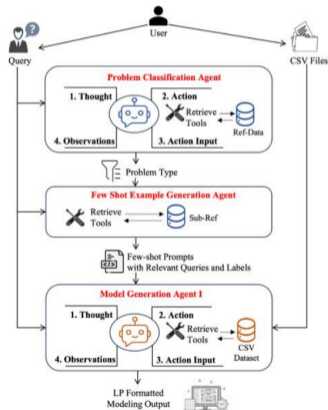 User
Query
CSV Files
Problem Classification Agent
1. Thought
2. Action
Retrieve
Tools
Ref-Data
4. Observations
3. Action Input
Problem Type
Few Shot Example Generation Agent
Retrieve
Tools
Sub-Ref
Few-shot Prompts
with Relevant Queries and Labels
Model Generation Agent I
1. Thought
2. Action
Retrieve
Tools
CSV
Dataset
4. Observations
3. Action Input
LP Formatted
Modeling Output